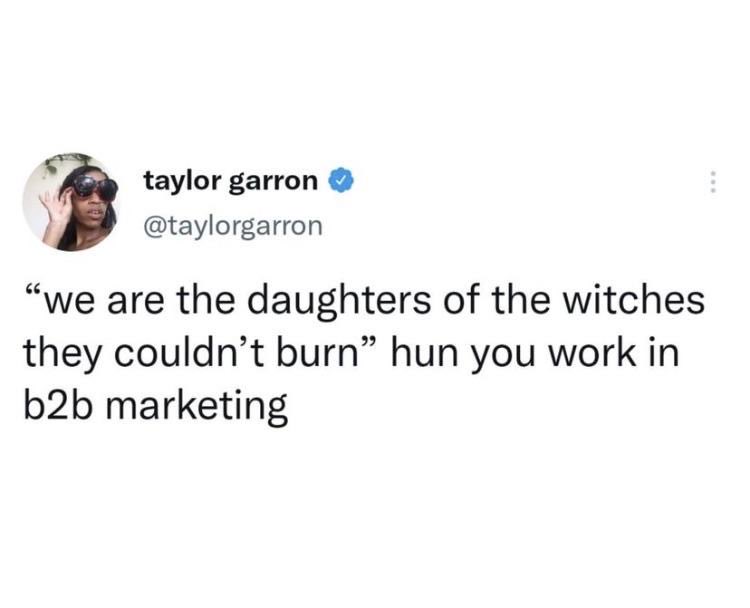 taylor garron
@taylorgarron
“we are the daughters of the witches
they couldn’t burn” hun you work in
b2b marketing